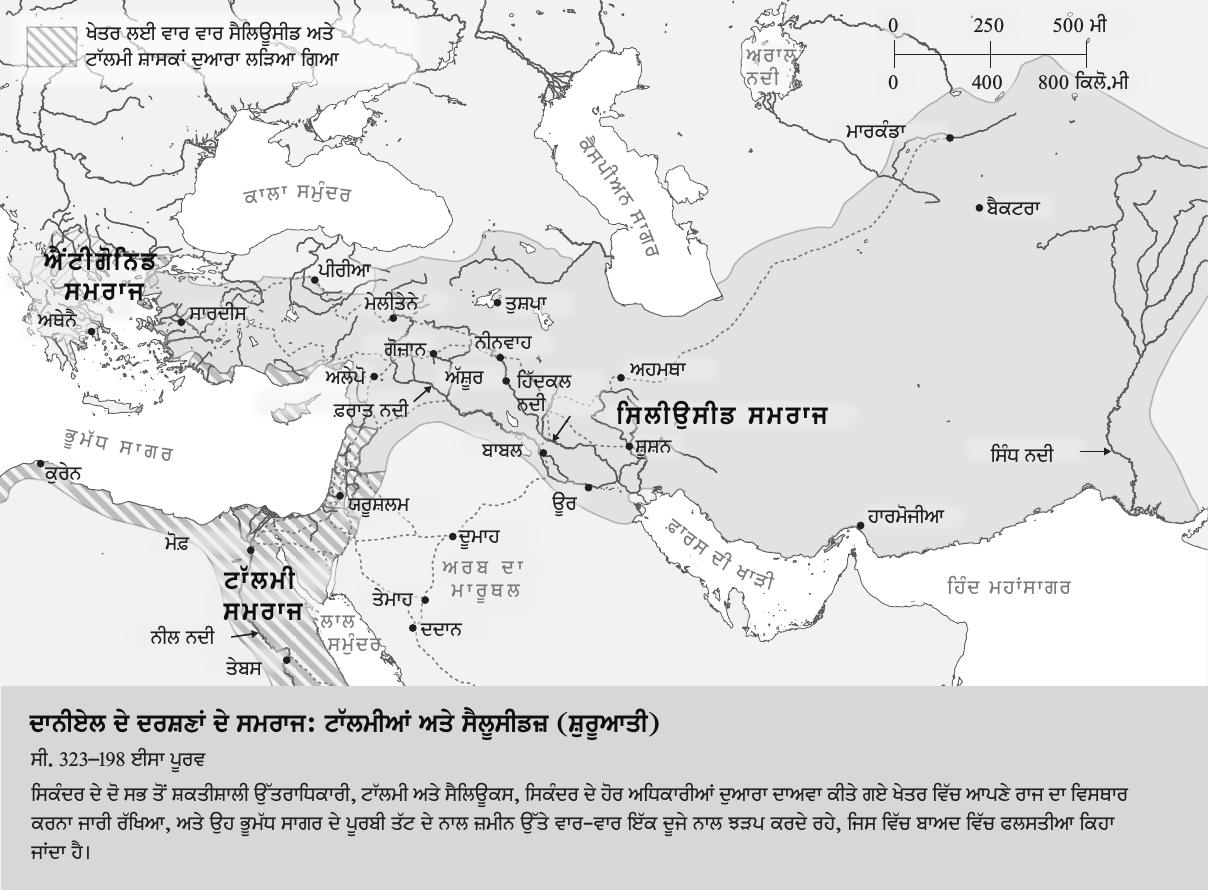 ਖੇਤਰ ਲਈ ਵਾਰ ਵਾਰ ਸੈਲਿਊਸੀਡ ਅਤੇ
ਟਾੱਲਮੀ ਸ਼ਾਸਕਾਂ ਦੁਆਰਾ ਲੜਿਆ ਗਿਆ
0 250 500 ਮੀ
0 400 800 ਕਿਲੋ.ਮੀ
ਅਰਾਲ
ਨਦੀ
ਮਾਰਕੰਡਾ
ਕੈਸਪੀਅਨ ਸਾਗਰ
ਕਾਲਾ ਸਮੁੰਦਰ
ਬੈਕਟਰਾ
ਐਂਟੀਗੋਨਿਡ
ਸਮਰਾਜ
ਪੀਰੀਆ
ਅਥੇਨੈ
ਸਾਰਦੀਸ
ਮੇਲੀਤੇਨੇ
ਤੁਸ਼ਪਾ
ਗੋਜ਼ਾਨ
ਨੀਨਵਾਹ
ਅਲੇਪੋ
ਅੱਸ਼ੂਰ
ਹਿੱਦਕਲ
ਨਦੀ
ਅਹਮਥਾ
ਫ਼ਰਾਤ ਨਦੀ
ਸਿਲੀਉਸੀਡ ਸਮਰਾਜ
ਭੂਮੱਧ ਸਾਗਰ
ਬਾਬਲ
ਸ਼ੂਸ਼ਨ
ਸਿੰਧ ਨਦੀ
ਕੁਰੇਨ
ਯਰੂਸ਼ਲਮ
ਊਰ
ਹਾਰਮੋਜੀਆ
ਮੋਫ਼
ਦੂਮਾਹ
ਫ਼ਾਰਸ ਦੀ ਖਾੜੀ
ਅਰਬ ਦਾ
ਮਾਰੂਥਲ
ਟਾੱਲਮੀ
ਸਮਰਾਜ
ਤੇਮਾਹ
ਹਿੰਦ ਮਹਾਂਸਾਗਰ
ਲਾਲ
ਸਮੁੰਦਰ
ਦਦਾਨ
ਨੀਲ ਨਦੀ
ਤੇਬਸ
ਦਾਨੀਏਲ ਦੇ ਦਰਸ਼ਣਾਂ ਦੇ ਸਮਰਾਜ: ਟਾੱਲਮੀਆਂ ਅਤੇ ਸੈਲੂਸੀਡਜ਼ (ਸ਼ੁਰੂਆਤੀ)
ਸੀ. 323–198 ਈਸਾ ਪੂਰਵ
ਸਿਕੰਦਰ ਦੇ ਦੋ ਸਭ ਤੋਂ ਸ਼ਕਤੀਸ਼ਾਲੀ ਉੱਤਰਾਧਿਕਾਰੀ, ਟਾੱਲਮੀ ਅਤੇ ਸੈਲਿਊਕਸ, ਸਿਕੰਦਰ ਦੇ ਹੋਰ ਅਧਿਕਾਰੀਆਂ ਦੁਆਰਾ ਦਾਅਵਾ ਕੀਤੇ ਗਏ ਖੇਤਰ ਵਿੱਚ ਆਪਣੇ ਰਾਜ ਦਾ ਵਿਸਥਾਰ
ਕਰਨਾ ਜਾਰੀ ਰੱਖਿਆ, ਅਤੇ ਉਹ ਭੂਮੱਧ ਸਾਗਰ ਦੇ ਪੂਰਬੀ ਤੱਟ ਦੇ ਨਾਲ ਜ਼ਮੀਨ ਉੱਤੇ ਵਾਰ-ਵਾਰ ਇੱਕ ਦੂਜੇ ਨਾਲ ਝੜਪ ਕਰਦੇ ਰਹੇ, ਜਿਸ ਵਿੱਚ ਬਾਅਦ ਵਿੱਚ ਫਲਸਤੀਆ ਕਿਹਾ
ਜਾਂਦਾ ਹੈ।